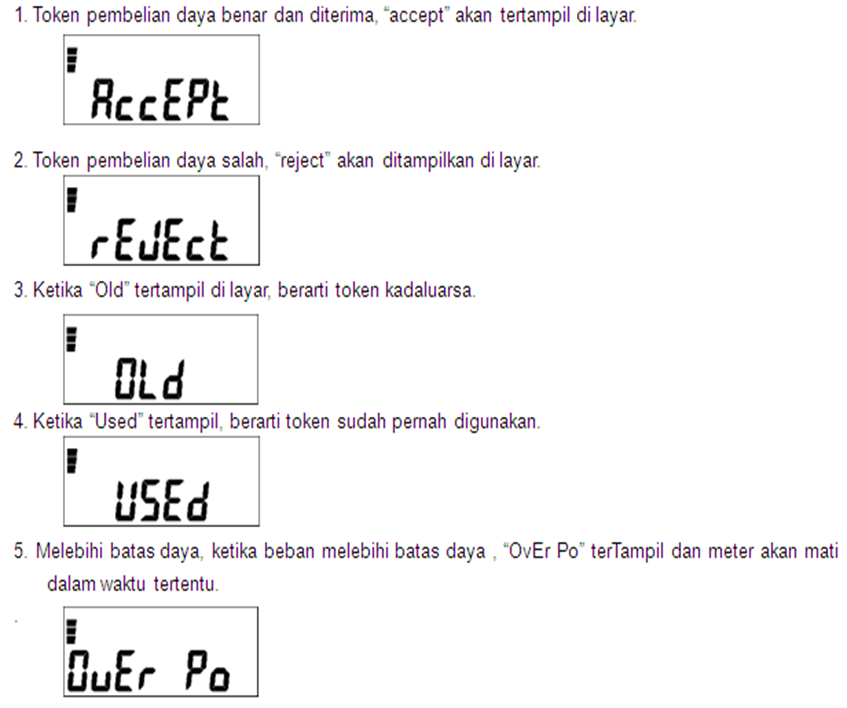 1. Token pembelian daya benar dan diterima, “accept” akan tertampil di layar.
AccEPt
2. Token pembelian daya salah, “reject” akan ditampilkan di layar.
rEJEct
3. Ketika “Old” tertampil di layar, berarti token kadaluarsa.
OLd
4. Ketika “Used” tertampil, berarti token sudah pernah digunakan.
USEd
5. Melebihi batas daya, ketika beban melebihi batas daya , “OvEr Po” terTampil dan meter akan mati
dalam waktu tertentu.
.
OuEr Po